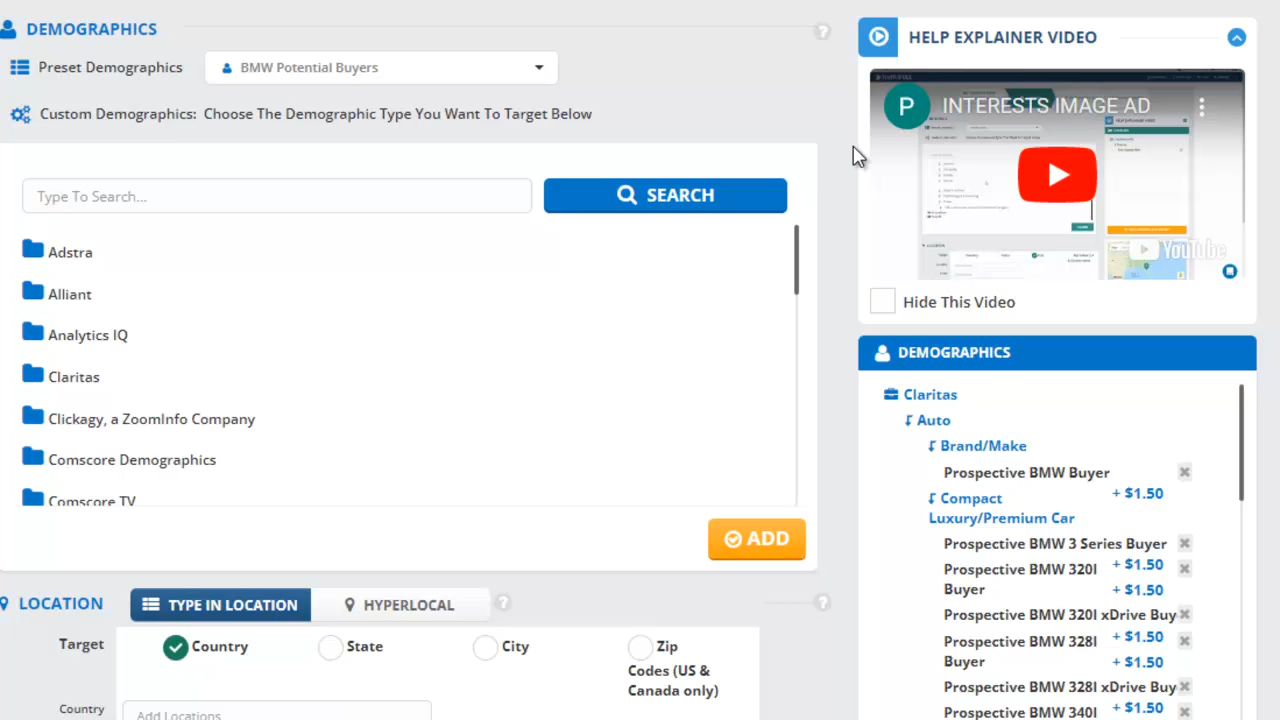 DEMOGRAPHICS
?
Preset Demographics
BMW Potential Buyers
Custom Demographics: Choose The Demographic Type You Want To Target Below
Type To Search...
SEARCH
Adstra
Alliant
Analytics IQ
Claritas
Clickagy, a ZoomInfo Company
Comscore Demographics
Comscore TV
ADD
LOCATION
TYPE IN LOCATION
HYPERLOCAL
?
?
Target
Country
State
City
Zip
Codes (US &
Canada only)
Country
Add Locations
HELP EXPLAINER VIDEO
P
INTERESTS IMAGE AD
YouTube
Hide This Video
DEMOGRAPHICS
Claritas
Auto
Brand/Make
Prospective BMW Buyer
+ $1.50
Compact
Luxury/Premium Car
Prospective BMW 3 Series Buyer
+ $1.50
Prospective BMW 320I
Buyer
+ $1.50
Prospective BMW 320I xDrive Buy
+ $1.50
Prospective BMW 328I
Buyer
+ $1.50
Prospective BMW 328I xDrive Buy
+ $1.50
Prospective BMW 340I